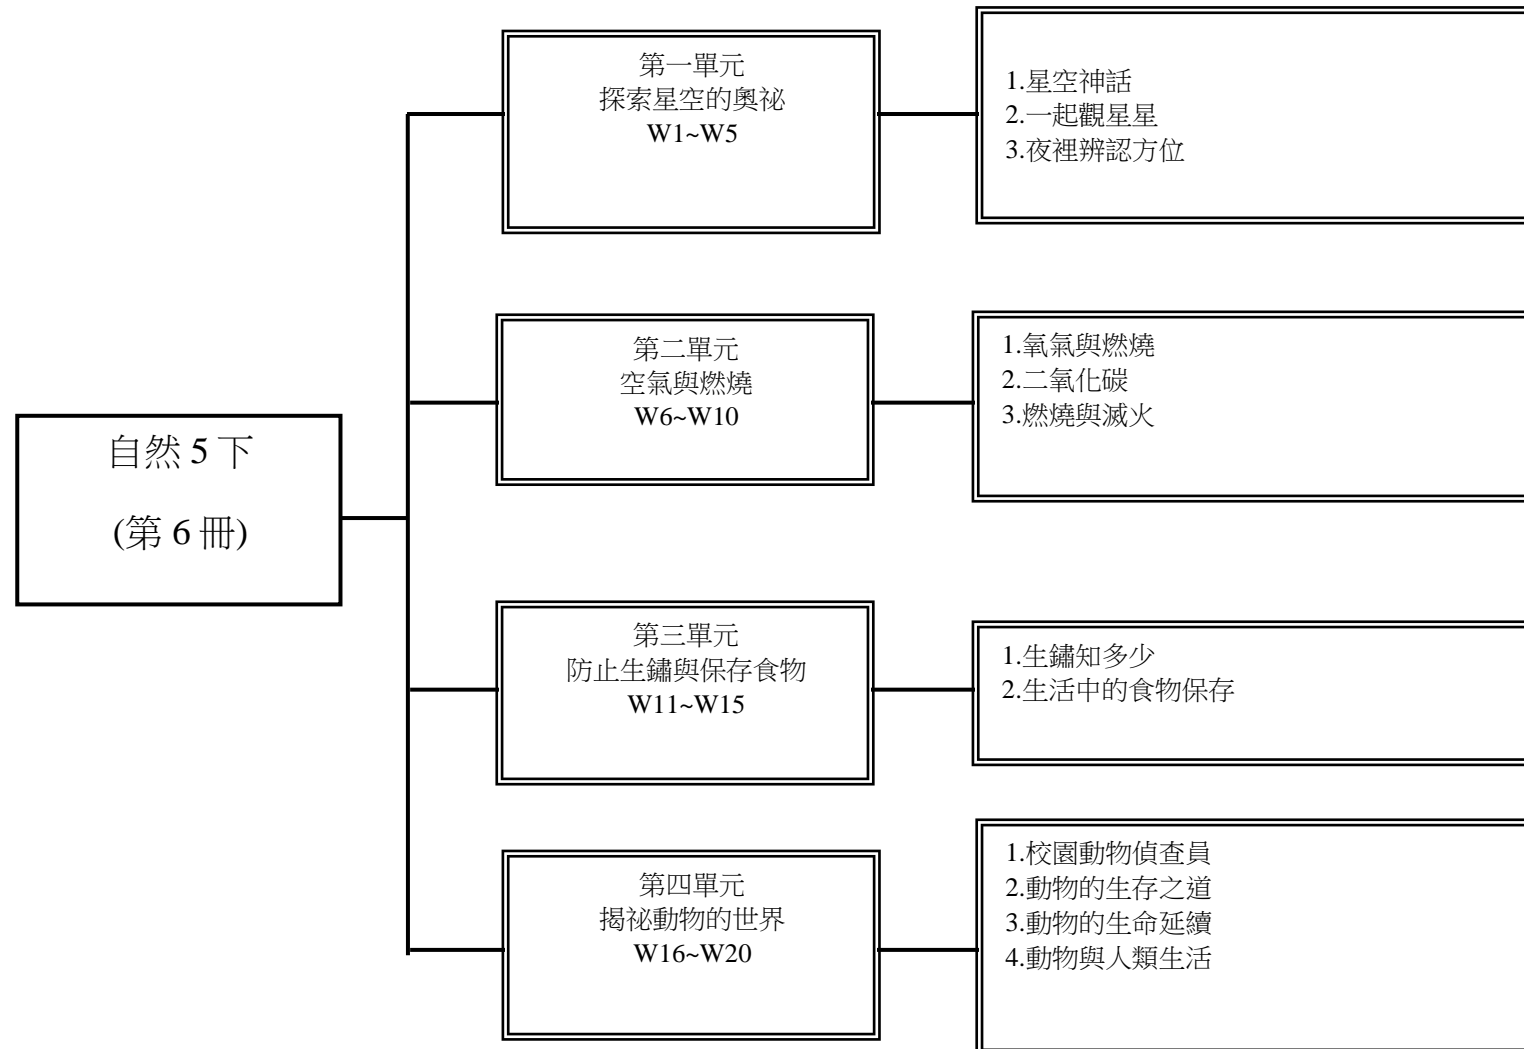 自然 5 下
(第 6 冊)
第一單元
探索星空的奧祕
W1~W5
1.星空神話
2.一起觀星星
3.夜裡辨認方位
第二單元
空氣與燃燒
W6~W10
1.氧氣與燃燒
2.二氧化碳
3.燃燒與滅火
第三單元
防止生鏽與保存食物
W11~W15
1.生鏽知多少
2.生活中的食物保存
第四單元
揭祕動物的世界
W16~W20
1.校園動物偵查員
2.動物的生存之道
3.動物的生命延續
4.動物與人類生活